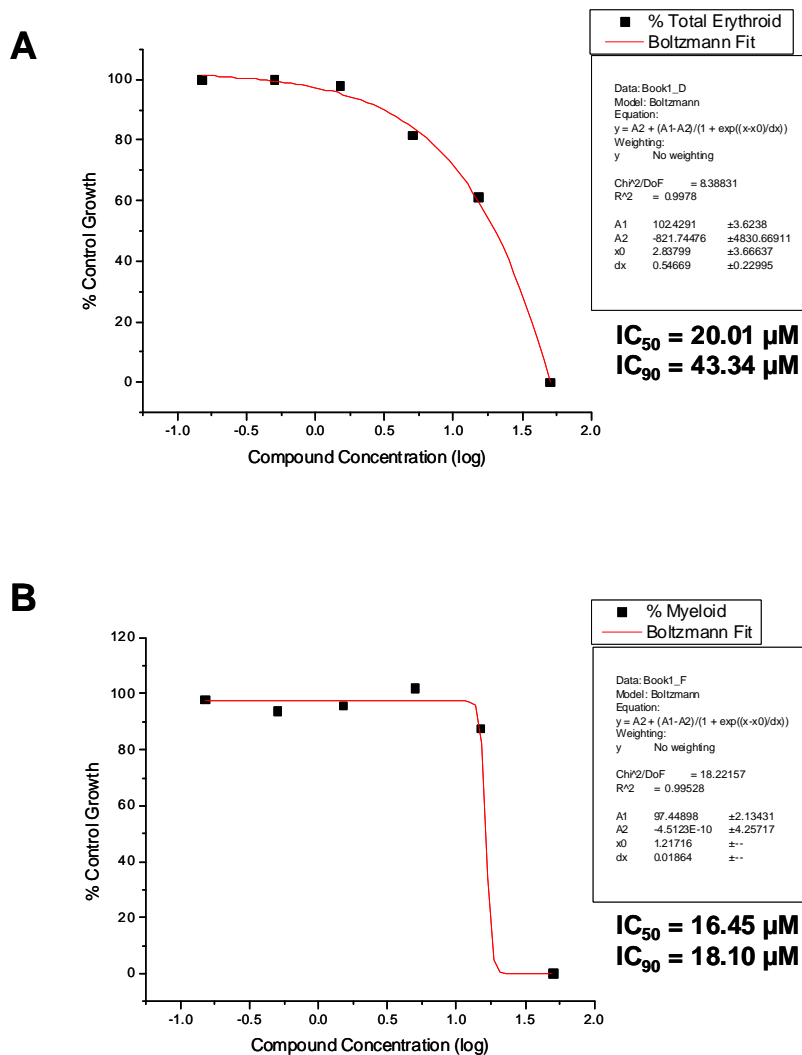 A
% Total Erythroid
Boltzmann Fit
Data: Book1_D
Model: Boltzmann
Equation:
y = A2 + (A1-A2)/(1 + exp((x-x0)/dx))
Weighting:
y No weighting
Chi^2/DoF = 8.38831
R^2 = 0.9978
A1 102.4291 ±3.6238
A2 -821.74476 ±4830.66911
x0 2.83799 ±3.66637
dx 0.54669 ±0.22995
IC50 = 20.01 µM
IC90 = 43.34 µM
% Control Growth
100
80
60
40
20
0
-1.0 -0.5 0.0 0.5 1.0 1.5 2.0
Compound Concentration (log)
B
% Myeloid
Boltzmann Fit
Data: Book1_F
Model: Boltzmann
Equation:
y = A2 + (A1-A2)/(1 + exp((x-x0)/dx))
Weighting:
y No weighting
Chi^2/DoF = 18.22157
R^2 = 0.99528
A1 97.44898 ±2.13431
A2 -4.5123E-10 ±4.25717
x0 1.21716 ±--
dx 0.01864 ±--
IC50 = 16.45 µM
IC90 = 18.10 µM
% Control Growth
120
100
80
60
40
20
0
-1.0 -0.5 0.0 0.5 1.0 1.5 2.0
Compound Concentration (log)